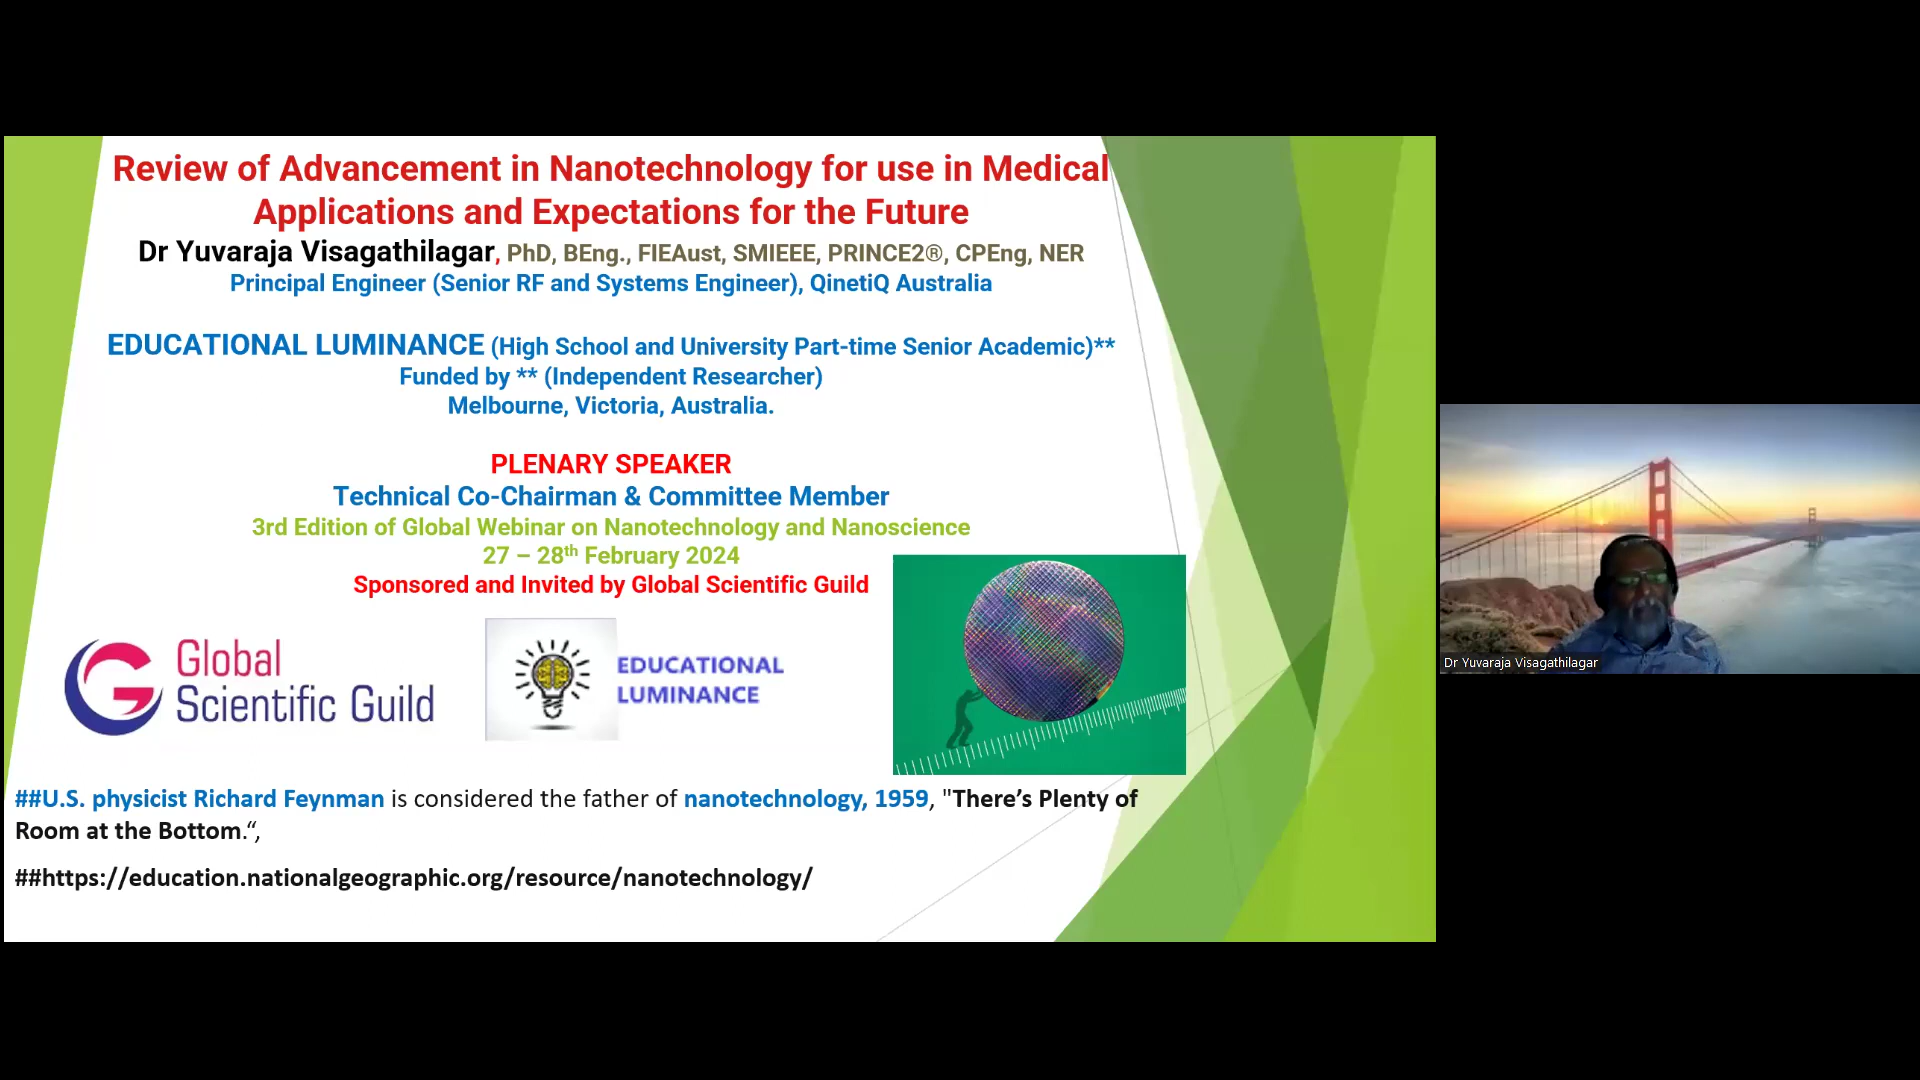 Review of Advancement in Nanotechnology for use in Medical
Applications and Expectations for the Future
Dr Yuvaraja Visagathilagar, PhD, BEng., FIEAust, SMIEEE, PRINCE2®, CPEng, NER
Principal Engineer (Senior RF and Systems Engineer), QinetiQ Australia
EDUCATIONAL LUMINANCE (High School and University Part-time Senior Academic)**
Funded by ** (Independent Researcher)
Melbourne, Victoria, Australia.
PLENARY SPEAKER
Technical Co-Chairman & Committee Member
3rd Edition of Global Webinar on Nanotechnology and Nanoscience
27 – 28th February 2024
Sponsored and Invited by Global Scientific Guild
Global
Scientific Guild
EDUCATIONAL
LUMINANCE
##U.S. physicist Richard Feynman is considered the father of nanotechnology, 1959, "There’s Plenty of
Room at the Bottom.“,
##https://education.nationalgeographic.org/resource/nanotechnology/
Dr Yuvaraja Visagathilagar